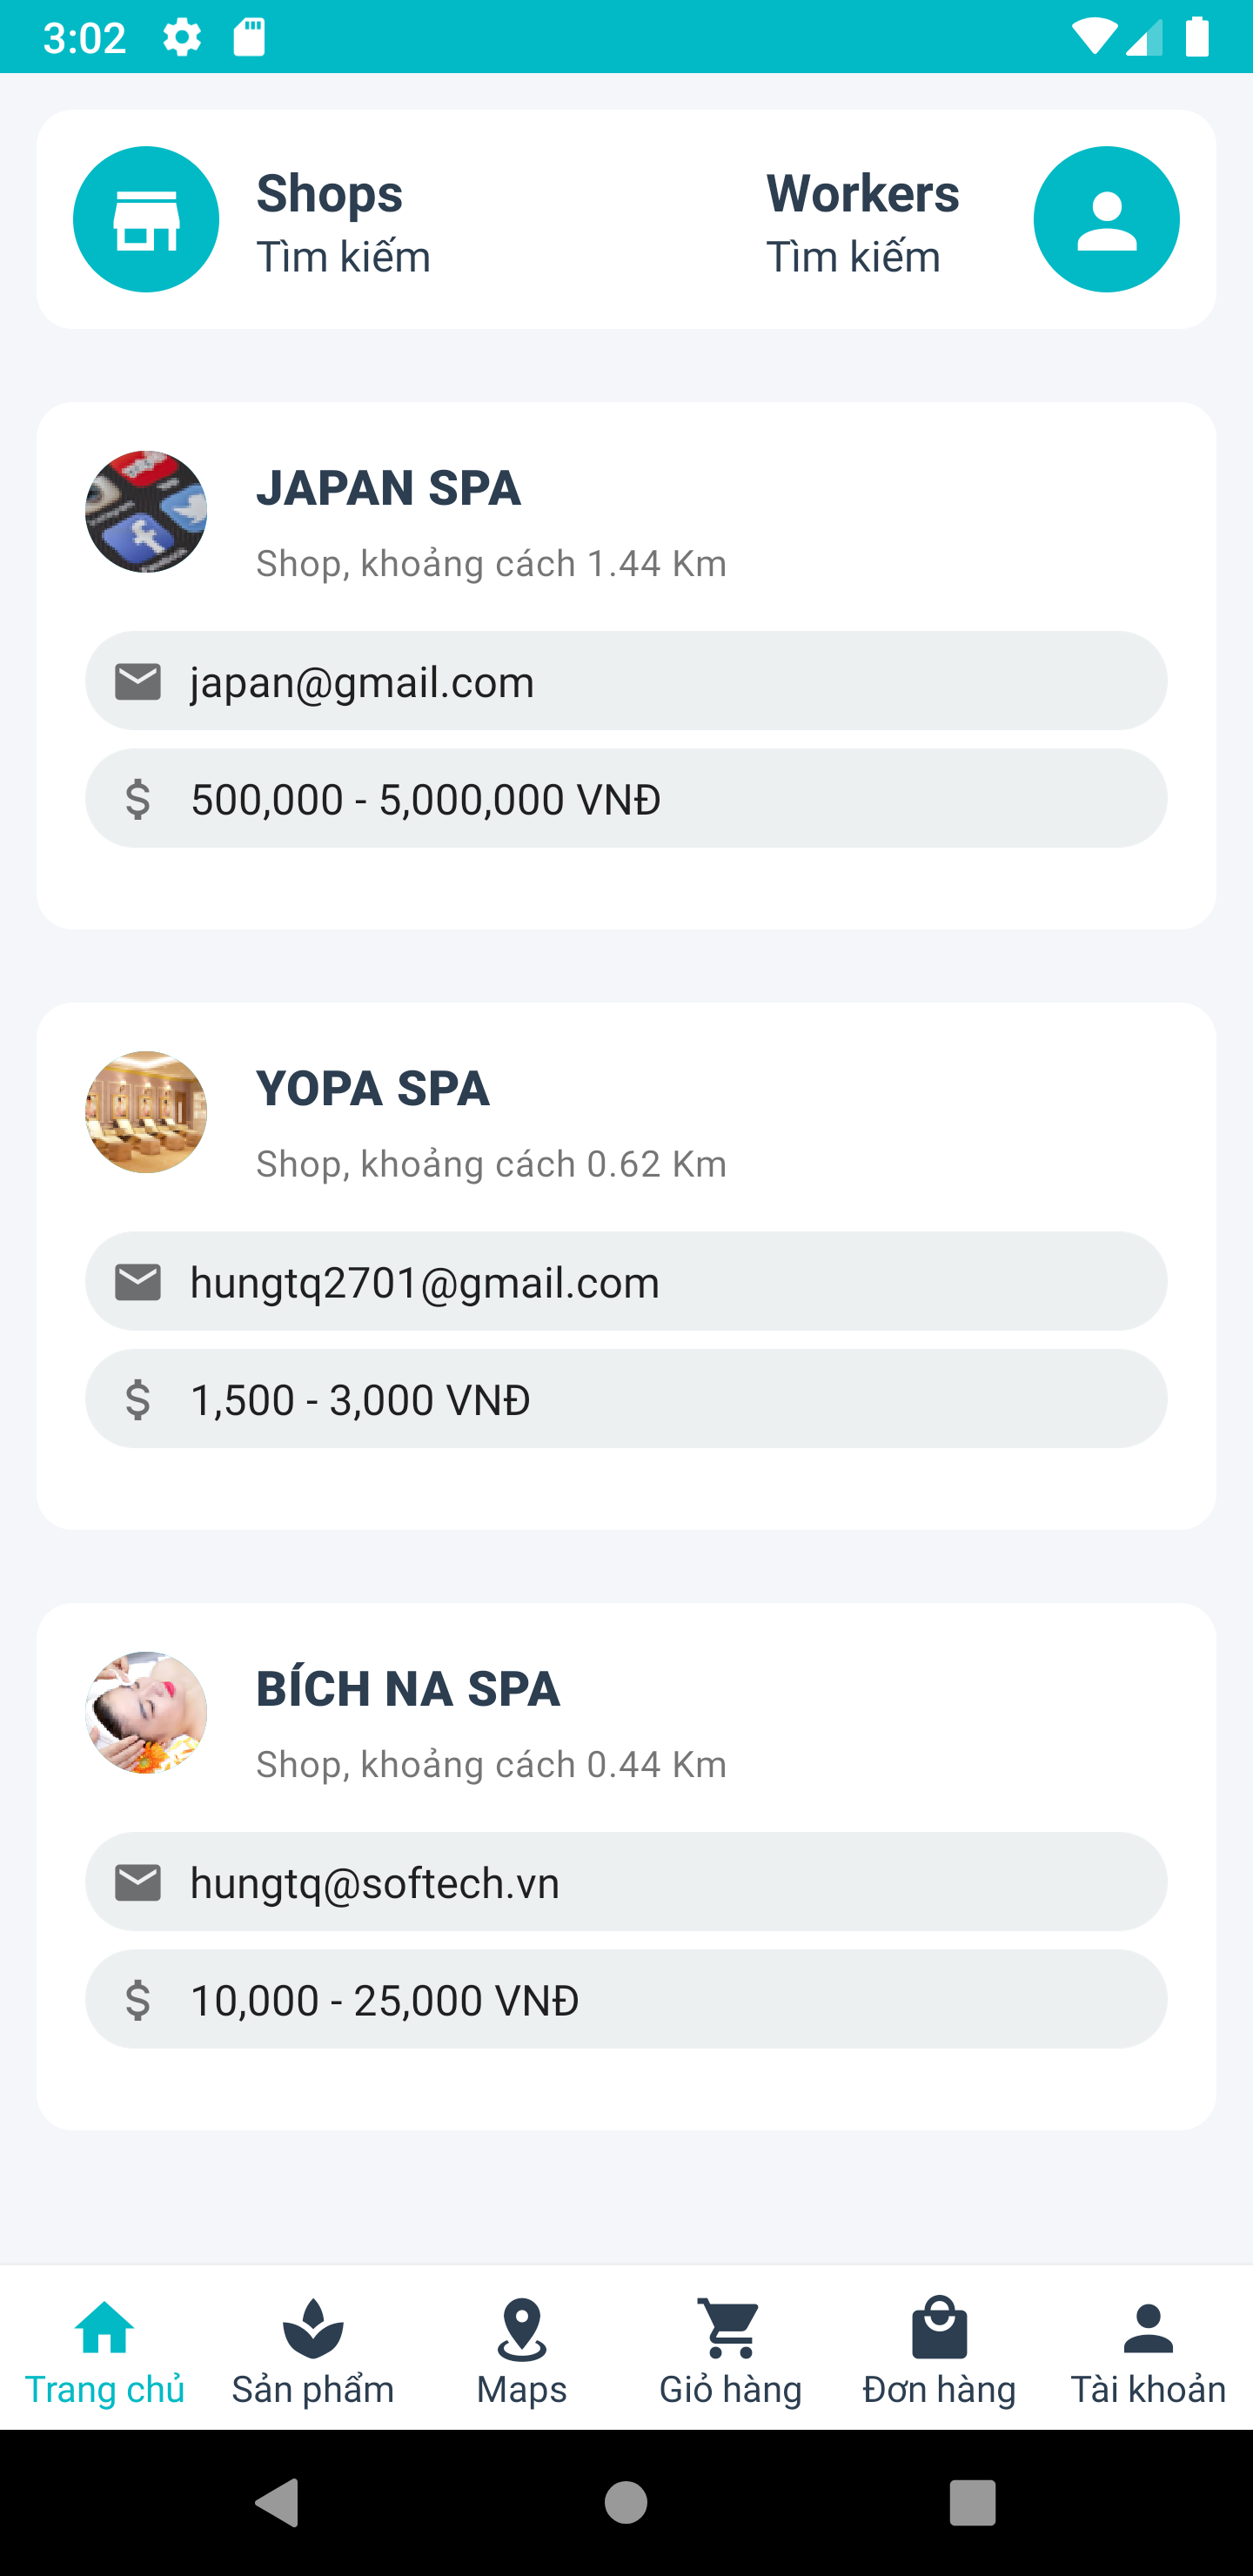 3:02
Shops
Tìm kiếm
Workers
Tìm kiếm
JAPAN SPA
Shop, khoảng cách 1.44 Km
japan@gmail.com
500,000 - 5,000,000 VNĐ
YOPA SPA
Shop, khoảng cách 0.62 Km
hungtq2701@gmail.com
1,500 - 3,000 VNĐ
BÍCH NA SPA
Shop, khoảng cách 0.44 Km
hungtq@softech.vn
10,000 - 25,000 VNĐ
Trang chủ
Sản phẩm
Maps
Giỏ hàng
Đơn hàng
Tài khoản